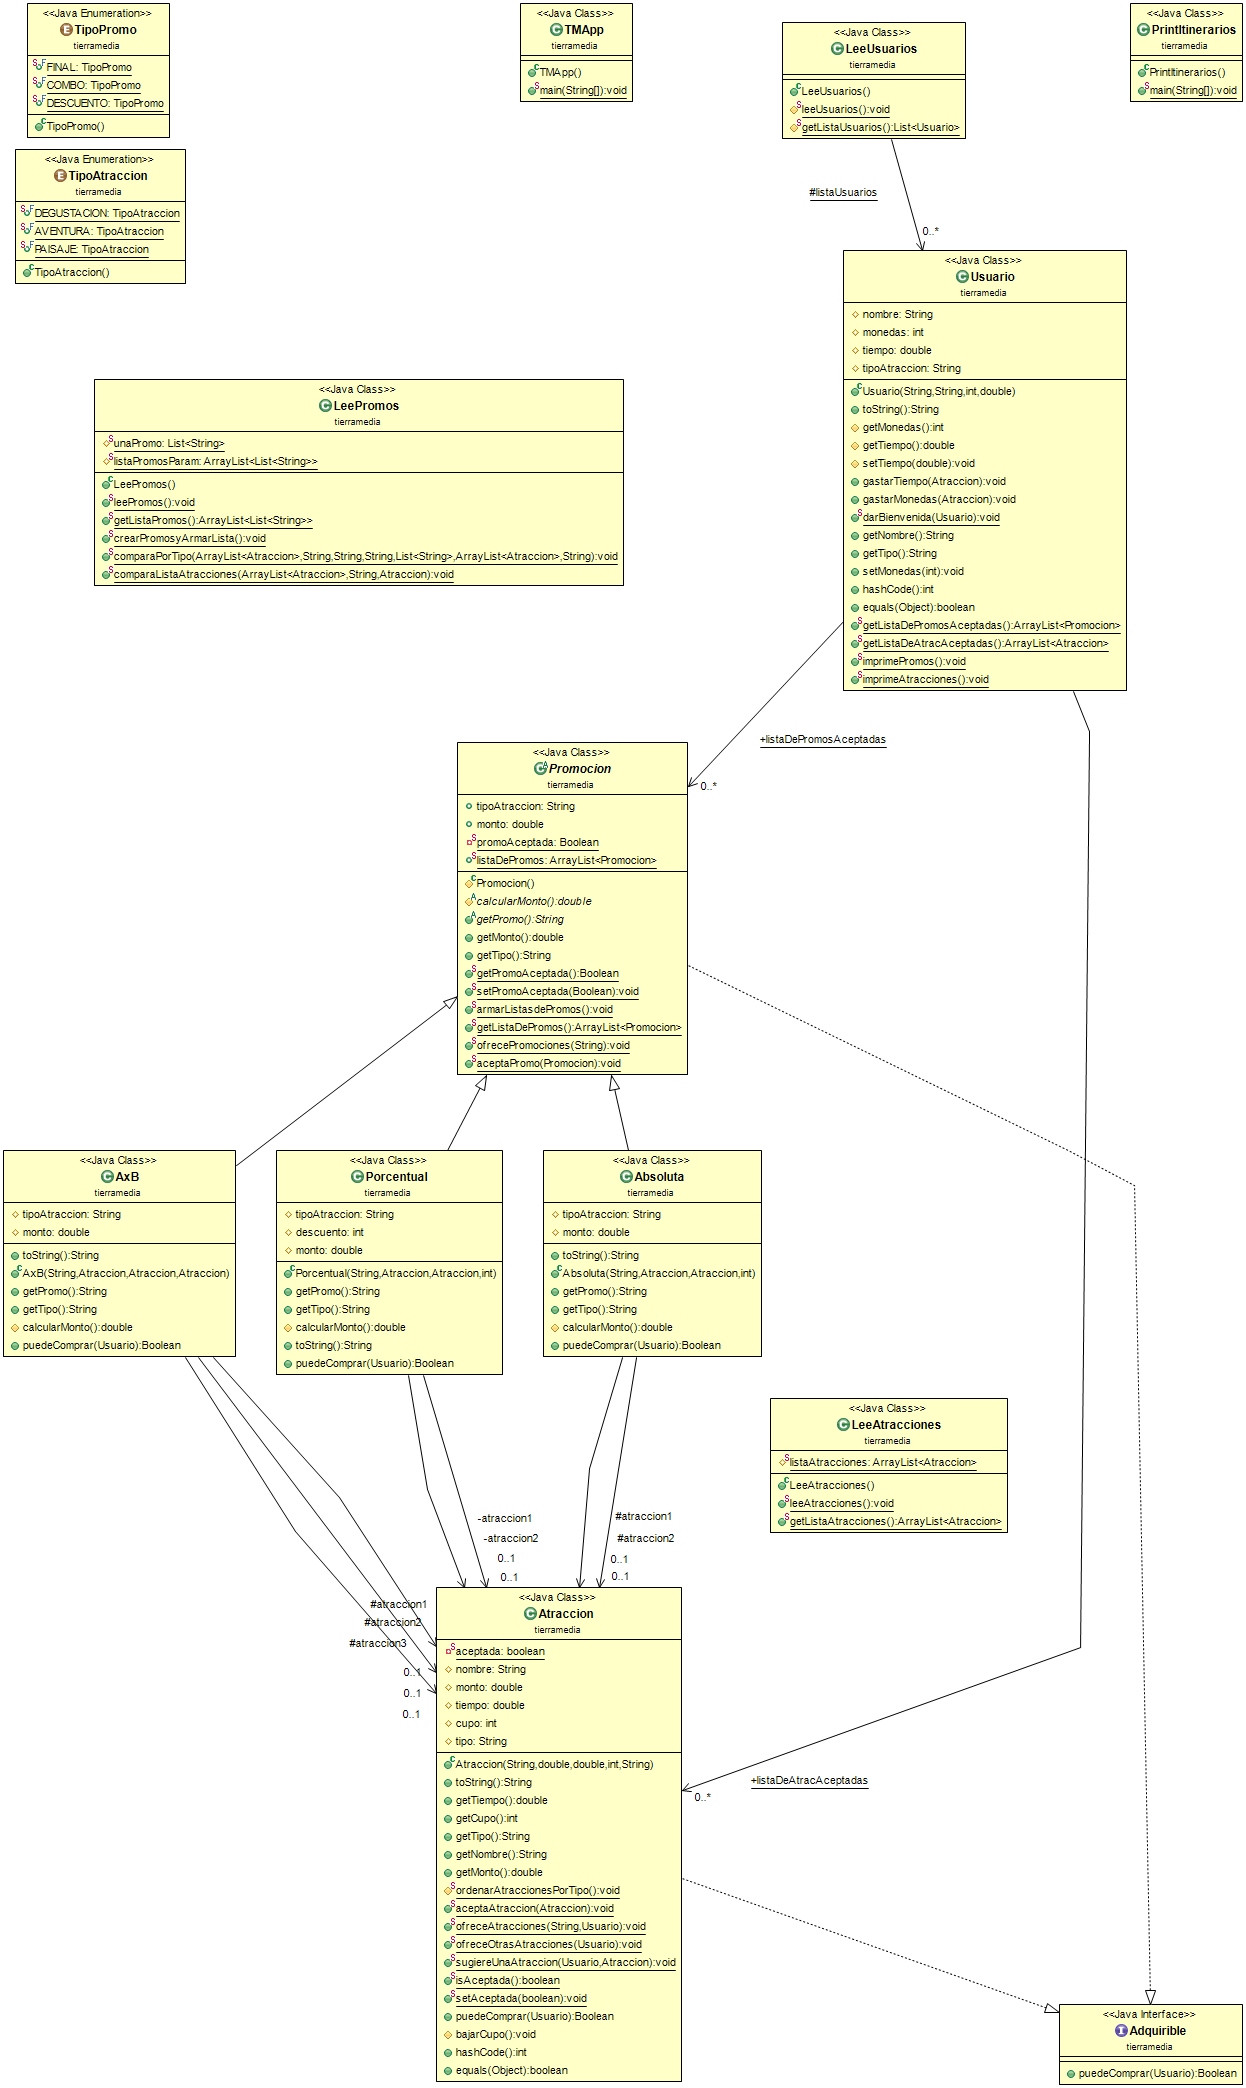 <<Java Enumeration>>
TipoPromo
tierramedia
FINAL: TipoPromo
COMBO: TipoPromo
DESCUENTO: TipoPromo
TipoPromo()
<<Java Class>>
TMApp
tierramedia
TMApp()
main(String[]):void
<<Java Class>>
LeeUsuarios
tierramedia
LeeUsuarios()
leeUsuarios():void
getListaUsuarios():List<Usuario>
<<Java Class>>
PrintItinerarios
tierramedia
PrintItinerarios()
main(String[]):void
<<Java Enumeration>>
TipoAtraccion
tierramedia
DEGUSTACION: TipoAtraccion
AVENTURA: TipoAtraccion
PAISAJE: TipoAtraccion
TipoAtraccion()
#listaUsuarios
0..*
<<Java Class>>
Usuario
tierramedia
nombre: String
monedas: int
tiempo: double
tipoAtraccion: String
Usuario(String,String,int,double)
toString():String
getMonedas():int
getTiempo():double
setTiempo(double):void
gastarTiempo(Atraccion):void
gastarMonedas(Atraccion):void
darBienvenida(Usuario):void
getNombre():String
getTipo():String
setMonedas(int):void
hashCode():int
equals(Object):boolean
getListaDePromosAceptadas():ArrayList<Promocion>
getListaDeAtracAceptadas():ArrayList<Atraccion>
imprimePromos():void
imprimeAtracciones():void
<<Java Class>>
LeePromos
tierramedia
unaPromo: List<String>
listaPromosParam: ArrayList<List<String>>
LeePromos()
leePromos():void
getListaPromos():ArrayList<List<String>>
crearPromosyArmarLista():void
comparaPorTipo(ArrayList<Atraccion>,String,String,String,List<String>,ArrayList<Atraccion>,String):void
comparaListaAtracciones(ArrayList<Atraccion>,String,Atraccion):void
+listaDePromosAceptadas
0..*
<<Java Class>>
Promocion
tierramedia
tipoAtraccion: String
monto: double
promoAceptada: Boolean
listaDePromos: ArrayList<Promocion>
Promocion()
calcularMonto():double
getPromo():String
getMonto():double
getTipo():String
getPromoAceptada():Boolean
setPromoAceptada(Boolean):void
armarListasdePromos():void
getListaDePromos():ArrayList<Promocion>
ofrecePromociones(String):void
aceptaPromo(Promocion):void
<<Java Class>>
AxB
tierramedia
tipoAtraccion: String
monto: double
toString():String
AxB(String,Atraccion,Atraccion,Atraccion)
getPromo():String
getTipo():String
calcularMonto():double
puedeComprar(Usuario):Boolean
<<Java Class>>
Porcentual
tierramedia
tipoAtraccion: String
descuento: int
monto: double
Porcentual(String,Atraccion,Atraccion,int)
getPromo():String
getTipo():String
calcularMonto():double
toString():String
puedeComprar(Usuario):Boolean
<<Java Class>>
Absoluta
tierramedia
tipoAtraccion: String
monto: double
toString():String
Absoluta(String,Atraccion,Atraccion,int)
getPromo():String
getTipo():String
calcularMonto():double
puedeComprar(Usuario):Boolean
<<Java Class>>
LeeAtracciones
tierramedia
listaAtracciones: ArrayList<Atraccion>
LeeAtracciones()
leeAtracciones():void
getListaAtracciones():ArrayList<Atraccion>
-atraccion1
-atraccion2
0..1
0..1
#atraccion1
#atraccion2
0..1
0..1
#atraccion1
#atraccion2
#atraccion3
0..1
0..1
0..1
<<Java Class>>
Atraccion
tierramedia
aceptada: boolean
nombre: String
monto: double
tiempo: double
cupo: int
tipo: String
Atraccion(String,double,double,int,String)
toString():String
getTiempo():double
getCupo():int
getTipo():String
getNombre():String
getMonto():double
ordenarAtraccionesPorTipo():void
aceptaAtraccion(Atraccion):void
ofreceAtracciones(String,Usuario):void
ofreceOtrasAtracciones(Usuario):void
sugiereUnaAtraccion(Usuario,Atraccion):void
isAceptada():boolean
setAceptada(boolean):void
puedeComprar(Usuario):Boolean
bajarCupo():void
hashCode():int
equals(Object):boolean
+listaDeAtracAceptadas
0..*
<<Java Interface>>
Adquirible
tierramedia
puedeComprar(Usuario):Boolean